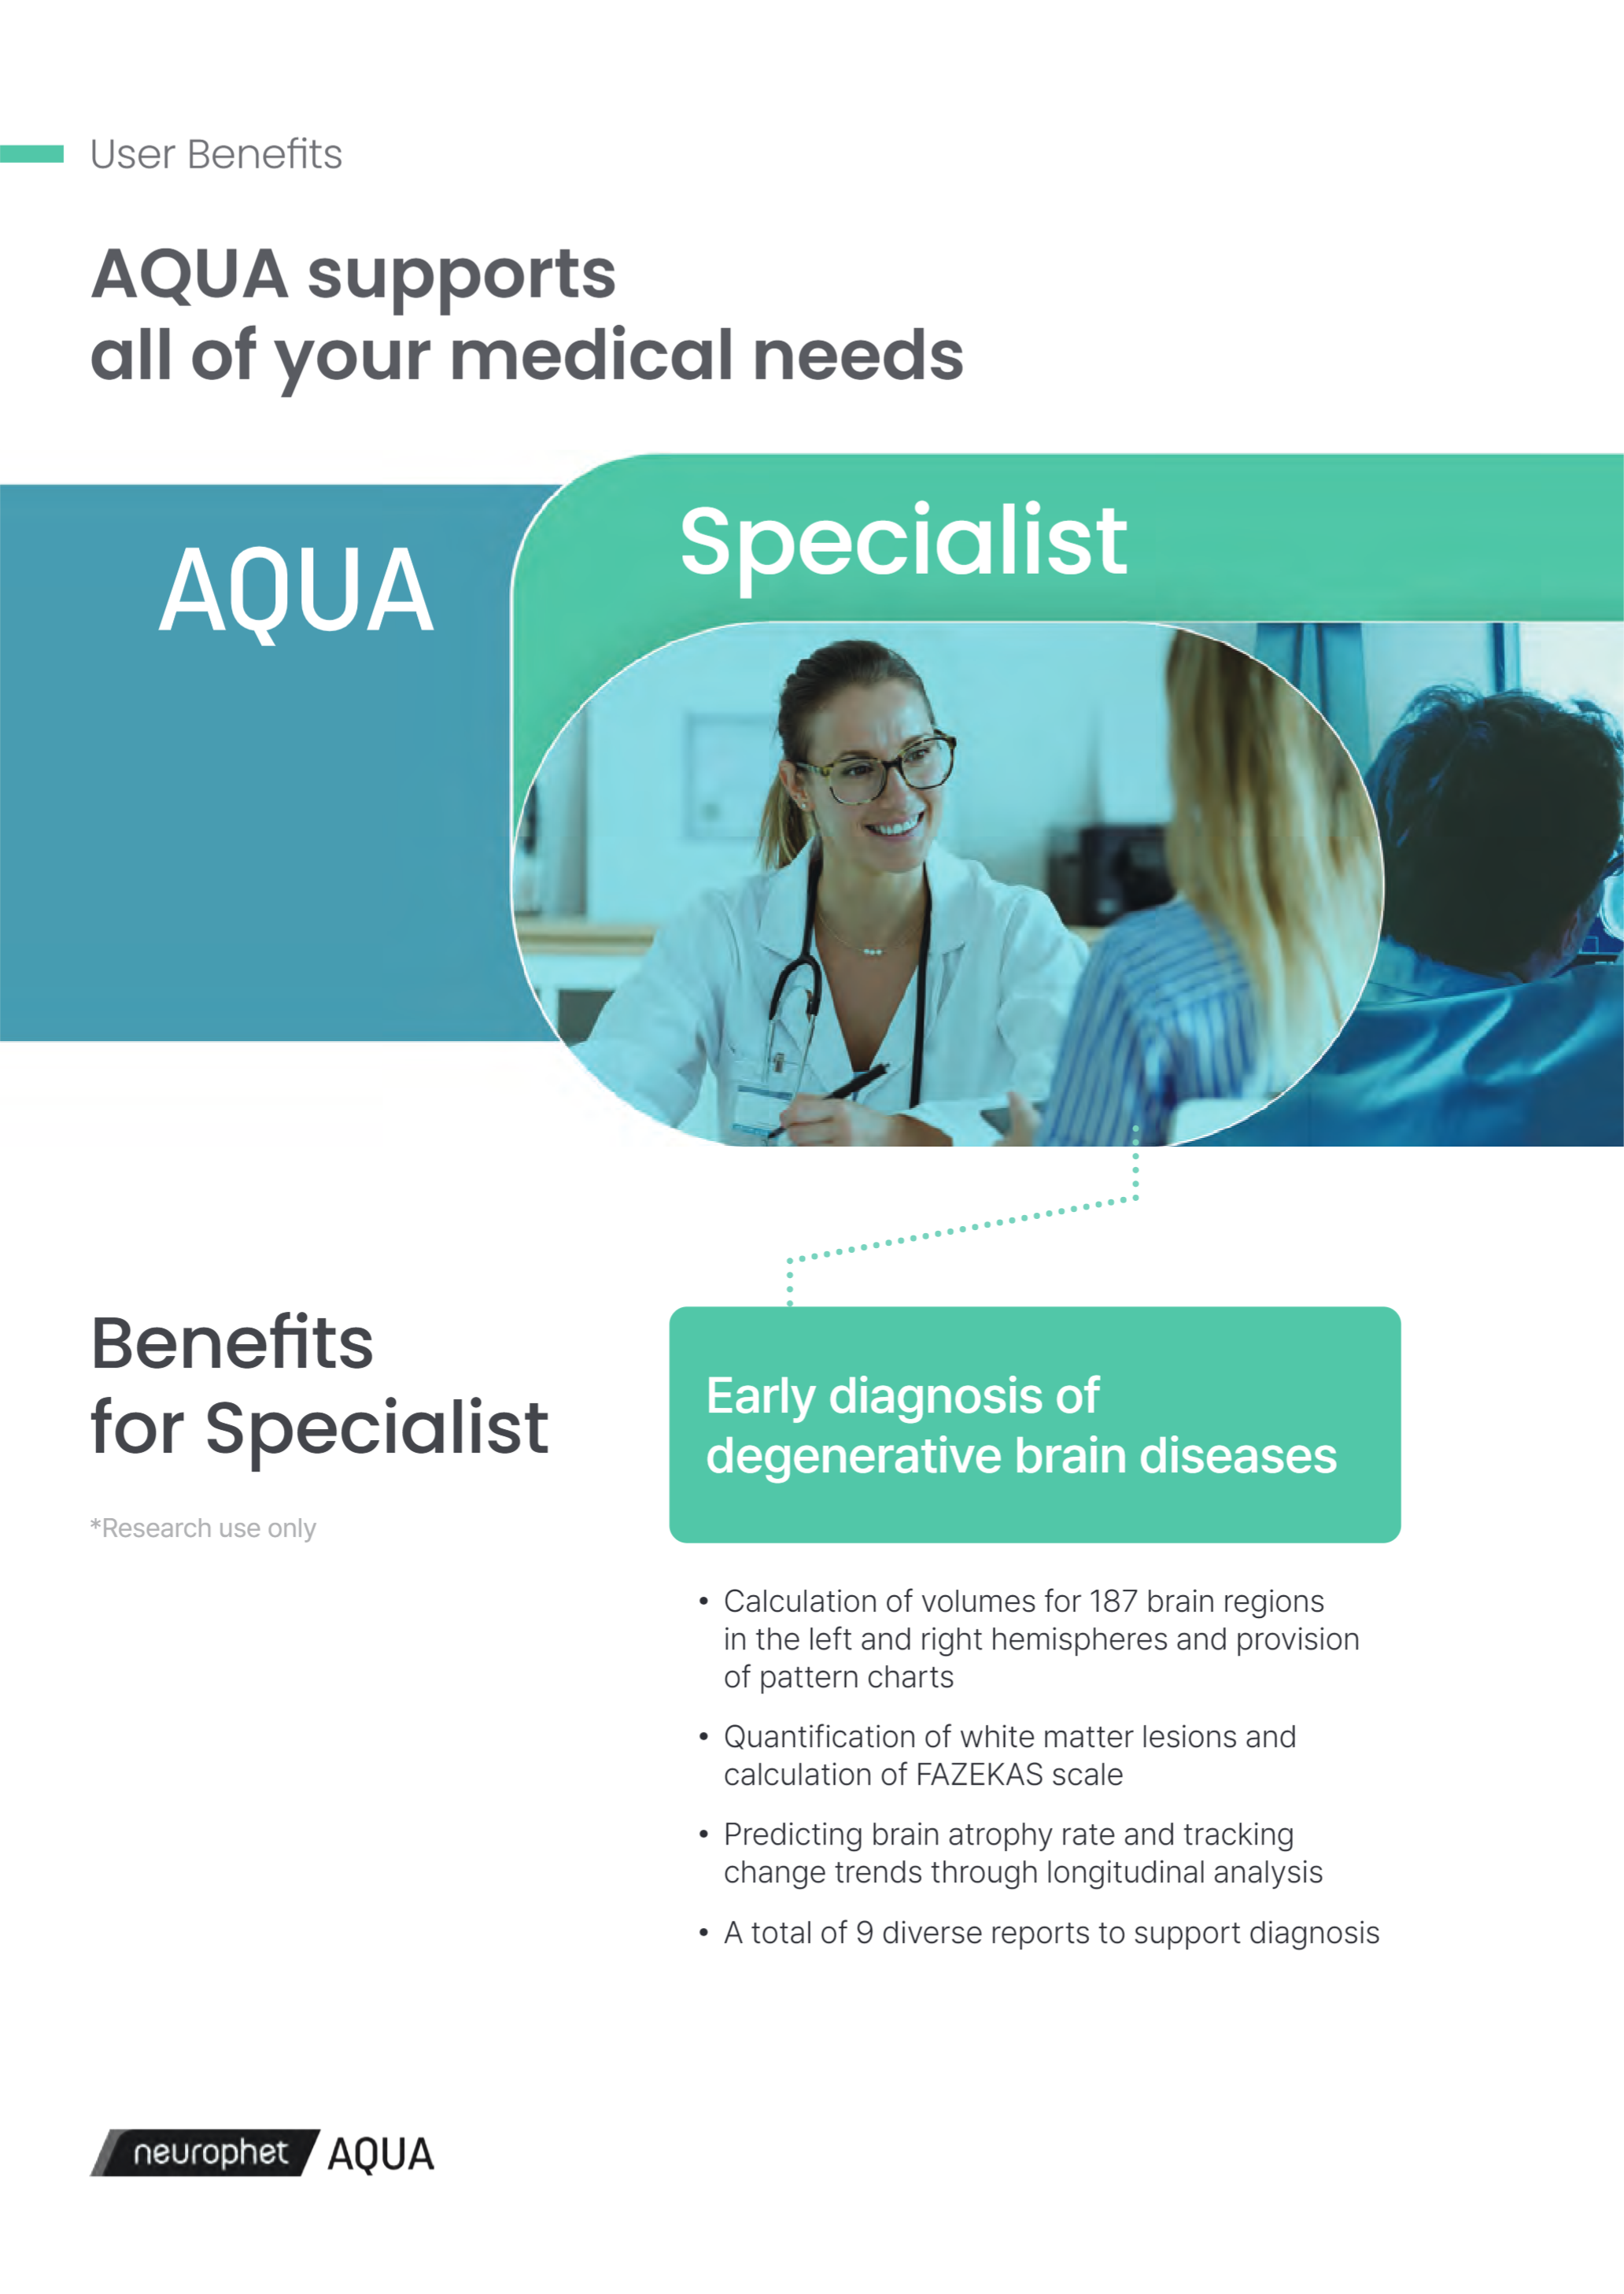 User Benefits
AQUA supports
all of your medical needs
AQUA
Specialist
Benefits
for Specialist
*Research use only
Early diagnosis of
degenerative brain diseases
• Calculation of volumes for 187 brain regions
in the left and right hemispheres and provision
of pattern charts
• Quantification of white matter lesions and
calculation of FAZEKAS scale
• Predicting brain atrophy rate and tracking
change trends through longitudinal analysis
• A total of 9 diverse reports to support diagnosis
neurophet AQUA